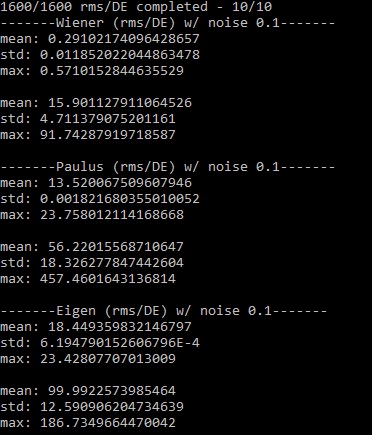 1600/1600 rms/DE completed - 10/10
-------Wiener (rms/DE) w/ noise 0.1-------
mean: 0.29102174096428657
std: 0.011852022044863478
max: 0.5710152844635529
mean: 15.901127911064526
std: 4.711379075201161
max: 91.74287919718587
-------Paulus (rms/DE) w/ noise 0.1-------
mean: 13.520067509607946
std: 0.001821680355010052
max: 23.758012114168668
mean: 56.22015568710647
std: 18.326277847442604
max: 457.4601643136814
-------Eigen (rms/DE) w/ noise 0.1-------
mean: 18.449359832146797
std: 6.194790152606796E-4
max: 23.42807707013009
mean: 99.9922573985464
std: 12.590906204734639
max: 186.7349664470042